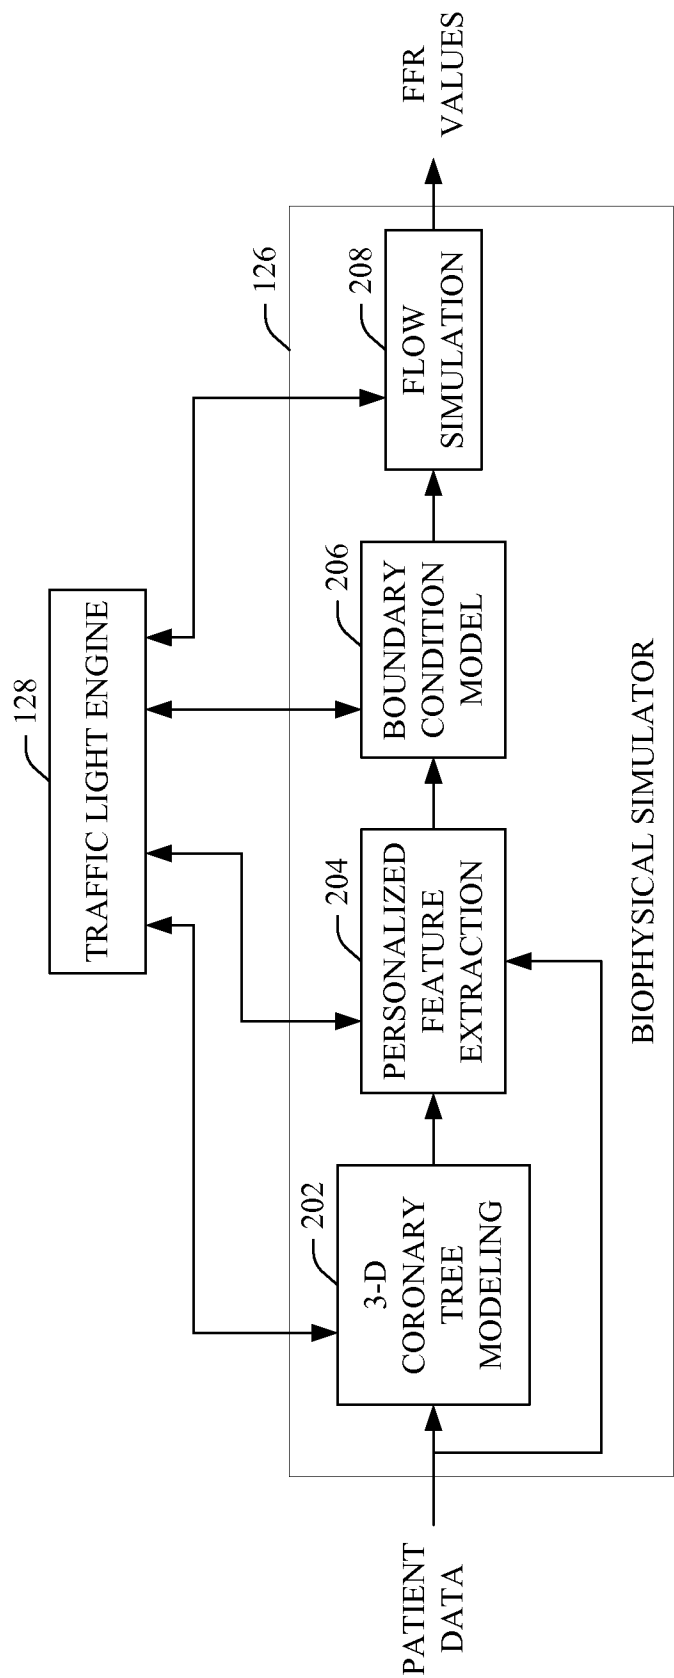 128
TRAFFIC LIGHT ENGINE
126
PATIENT
DATA
202
3-D
CORONARY
TREE
MODELING
204
PERSONALIZED
FEATURE
EXTRACTION
206
BOUNDARY
CONDITION
MODEL
208
FLOW
SIMULATION
FFR
VALUES
BIOPHYSICAL SIMULATOR